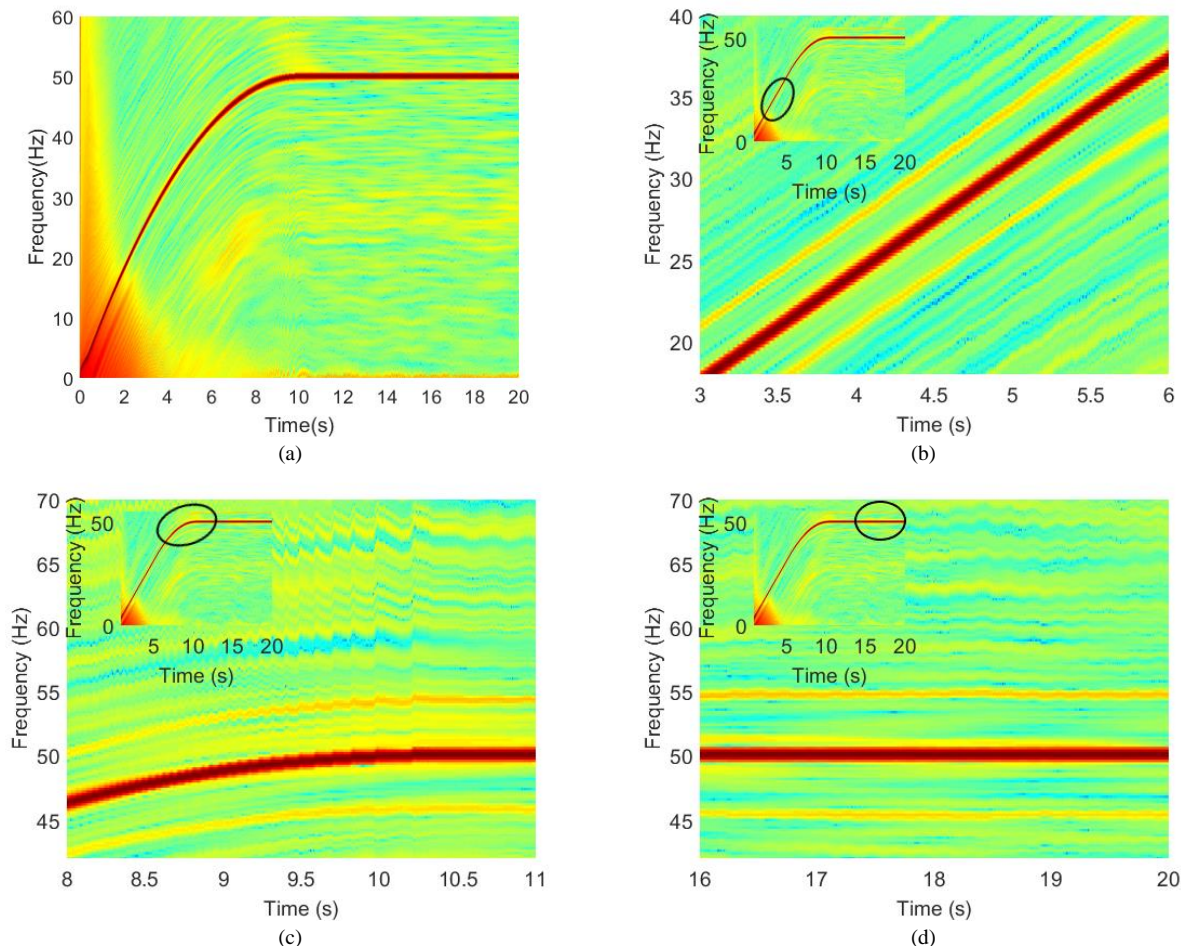 60
50
40
30
20
10
0
0 2 4 6 8 10 12 14 16 18 20
Frequency(Hz)
Time(s)
(a)
40
35
30
25
20
3 3.5 4 4.5 5 5.5 6
Frequency (Hz)
Time (s)
Frequency (Hz)
50
0
5 10 15 20
Time (s)
(b)
70
65
60
55
50
45
8 8.5 9 9.5 10 10.5 11
Frequency (Hz)
Time (s)
Frequency (Hz)
50
0
5 10 15 20
Time (s)
(c)
70
65
60
55
50
45
16 17 18 19 20
Frequency (Hz)
Time (s)
Frequency (Hz)
50
0
5 10 15 20
Time (s)
(d)